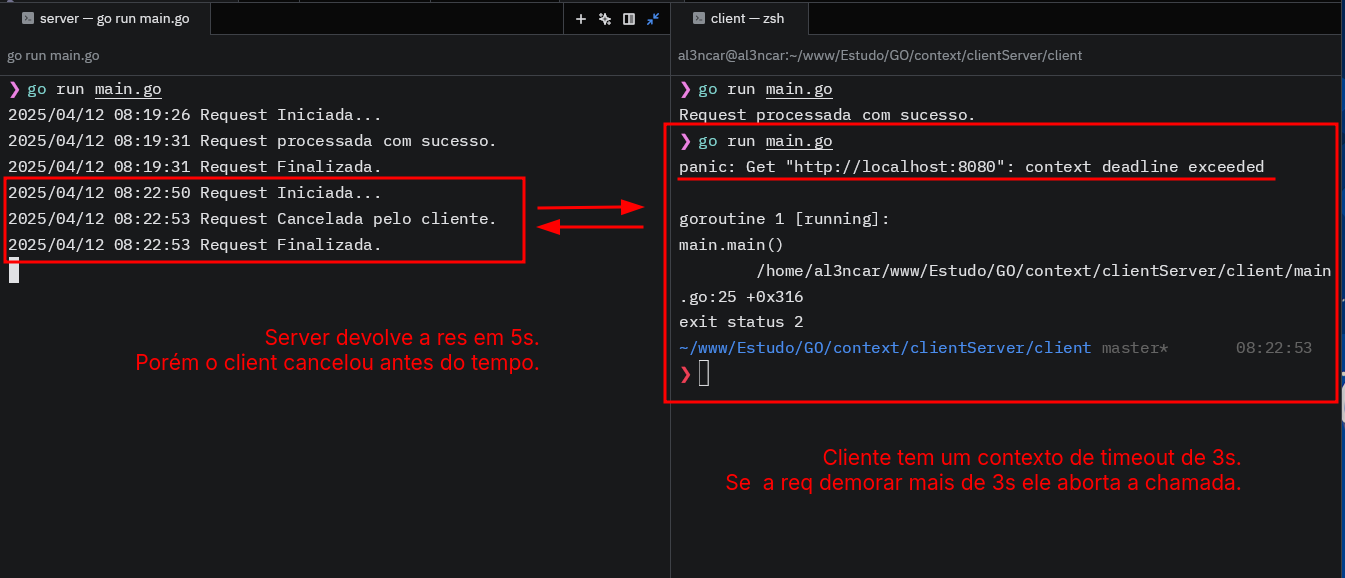 server — go run main.go
go run main.go
❯ go run main.go
2025/04/12 08:19:26 Request Iniciada...
2025/04/12 08:19:31 Request processada com sucesso.
2025/04/12 08:19:31 Request Finalizada.
2025/04/12 08:22:50 Request Iniciada...
2025/04/12 08:22:53 Request Cancelada pelo cliente.
2025/04/12 08:22:53 Request Finalizada.
Server devolve a res em 5s.
Porém o client cancelou antes do tempo.
client — zsh
al3ncar@al3ncar:~/www/Estudo/GO/context/clientServer/client
❯ go run main.go
Request processada com sucesso.
❯ go run main.go
panic: Get "http://localhost:8080": context deadline exceeded
goroutine 1 [running]:
main.main()
/home/al3ncar/www/Estudo/GO/context/clientServer/client/main
.go:25 +0x316
exit status 2
~/www/Estudo/GO/context/clientServer/client master* 08:22:53
❯
Cliente tem um contexto de timeout de 3s.
Se a req demorar mais de 3s ele aborta a chamada.